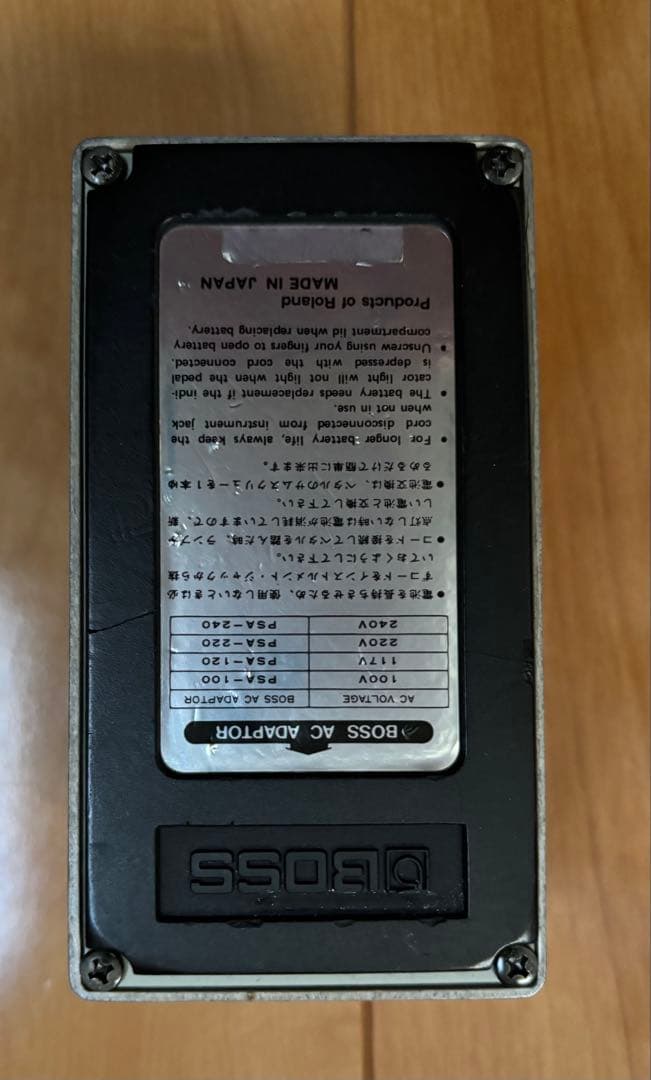 BOSS
BOSS AC ADAPTOR
AC VOLTAGE BOSS AC ADAPTOR
100V PSA-100
117V PSA-120
220V PSA-220
240V PSA-240
●電池を長持ちさせるため、使用しないときは必
ずコードをインストルメント・ジャックから抜
いておくようにして下さい。
●コードを接続してペダルを踏んだ時、ランプが
点灯しない時は電池が消耗していますので、新
しい電池と交換して下さい。
●電池交換は、ペダルのサムスクリューを1本ゆ
るめるだけで簡単に出来ます。
● For longer battery life, always keep the
cord disconnected from instrument jack
when not in use.
● The battery needs replacement if the indi-
cator light will not light when the pedal
is depressed with the cord connected.
● Unscrew using your fingers to open battery
compartment lid when replacing battery.
Products of Roland
MADE IN JAPAN